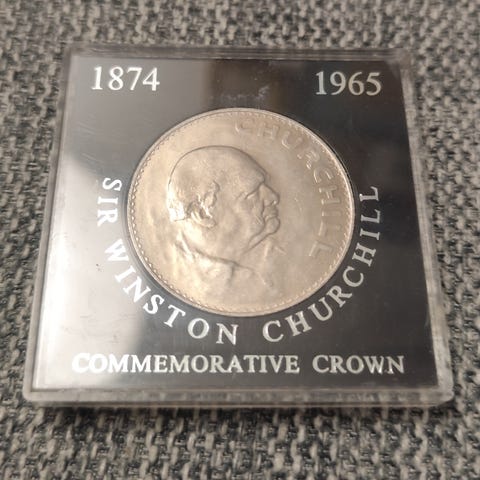 1874 1965
CHURCHILL
SIR WINSTON CHURCHILL
COMMEMORATIVE CROWN